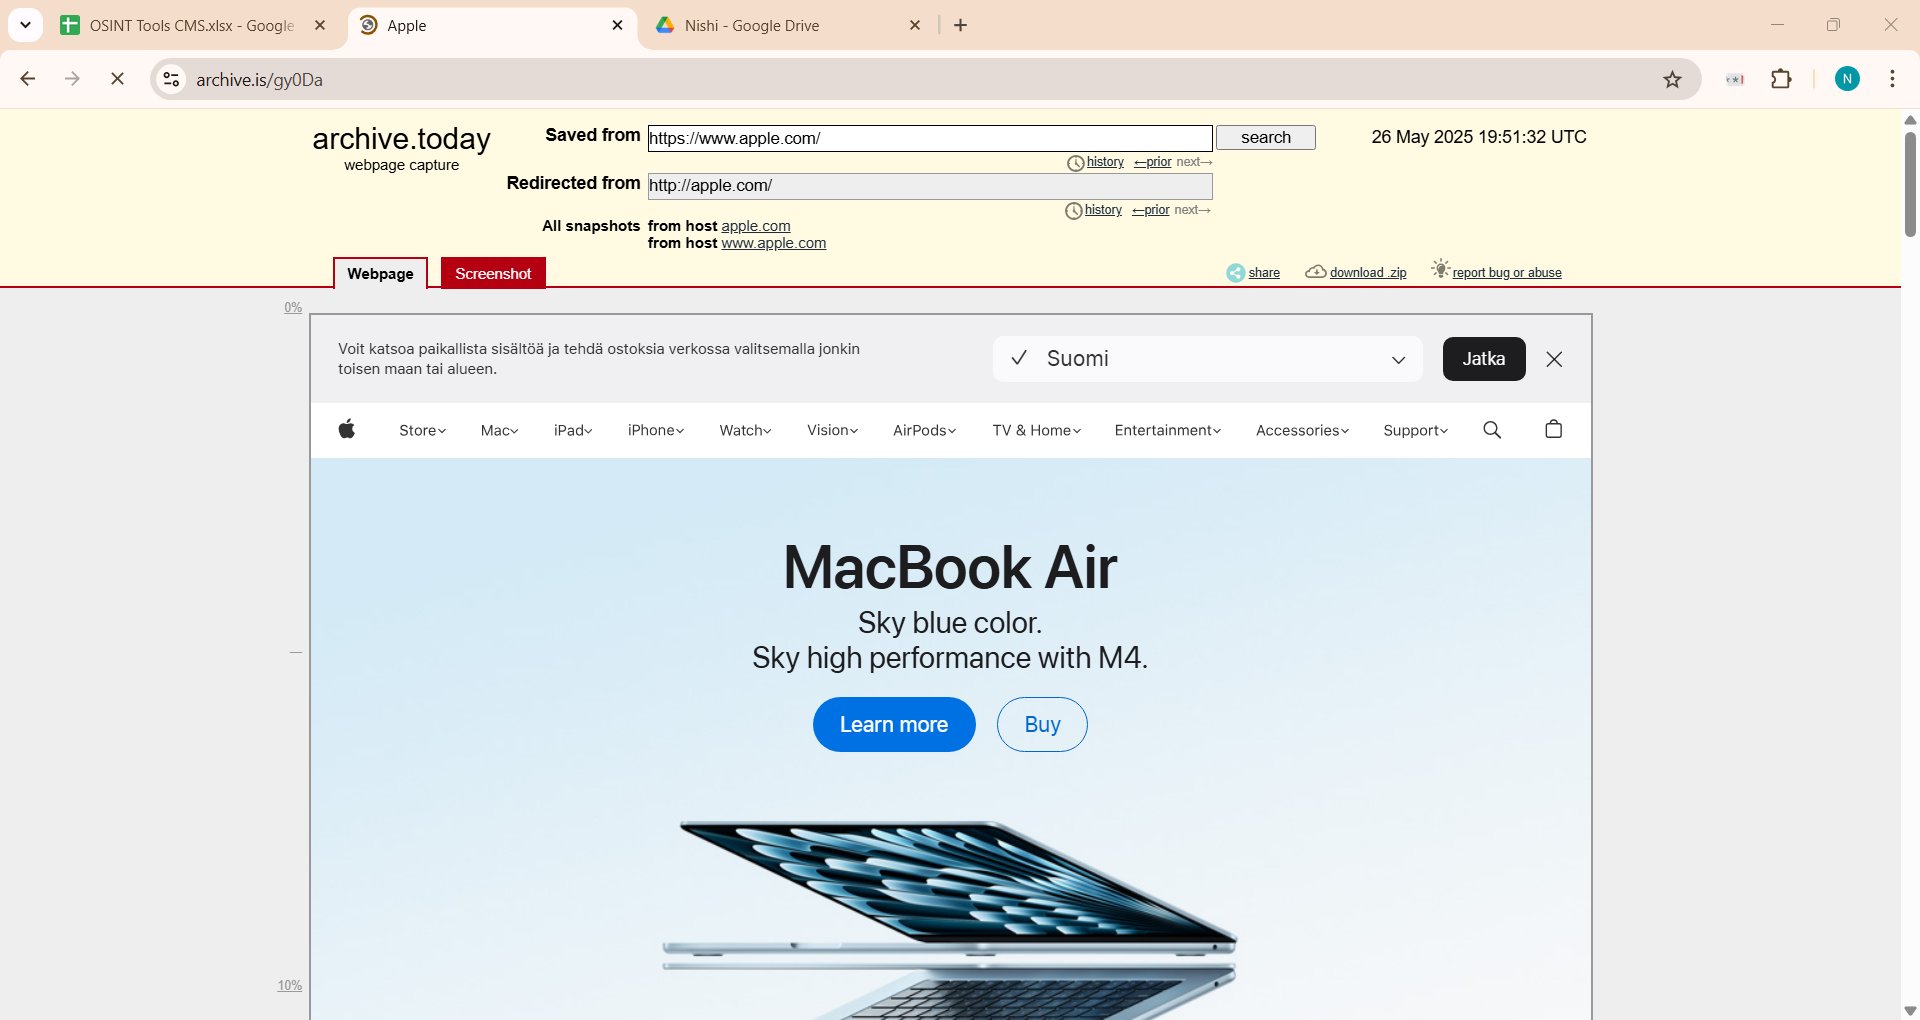 OSINT Tools CMS.xlsx - Google
Apple
Nishi - Google Drive
archive.is/gy0Da
N
archive.today
webpage capture
Saved from
https://www.apple.com/
search
26 May 2025 19:51:32 UTC
history ←prior next→
Redirected from
http://apple.com/
history ←prior next→
All snapshots from host apple.com
from host www.apple.com
Webpage
Screenshot
share
download .zip
report bug or abuse
0%
Voit katsoa paikallista sisältöä ja tehdä ostoksia verkossa valitsemalla jonkin
toisen maan tai alueen.
Suomi
Jatka
Store Mac iPad iPhone Watch Vision AirPods TV & Home Entertainment Accessories Support
MacBook Air
Sky blue color.
Sky high performance with M4.
Learn more
Buy
10%